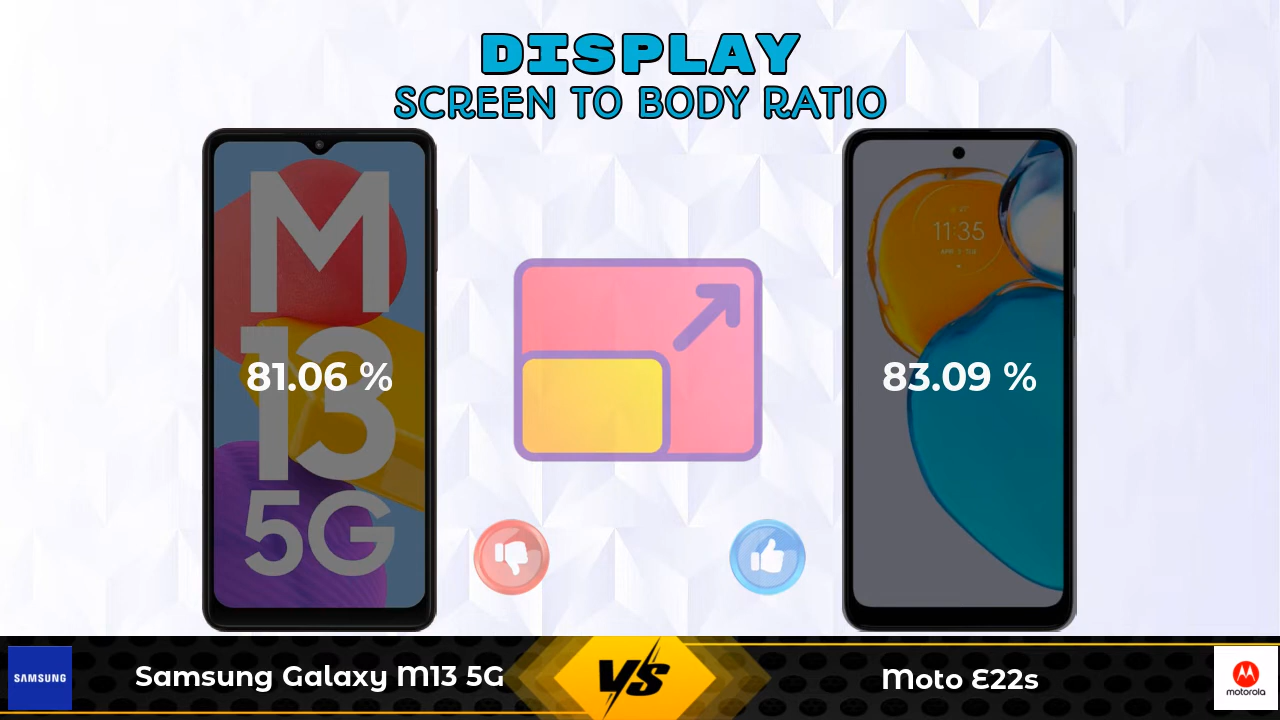 DISPLAY
SCREEN TO BODY RATIO
M
13
5G
81.06 %
11:35
83.09 %
SAMSUNG
Samsung Galaxy M13 5G
VS
Moto E22s
motorola